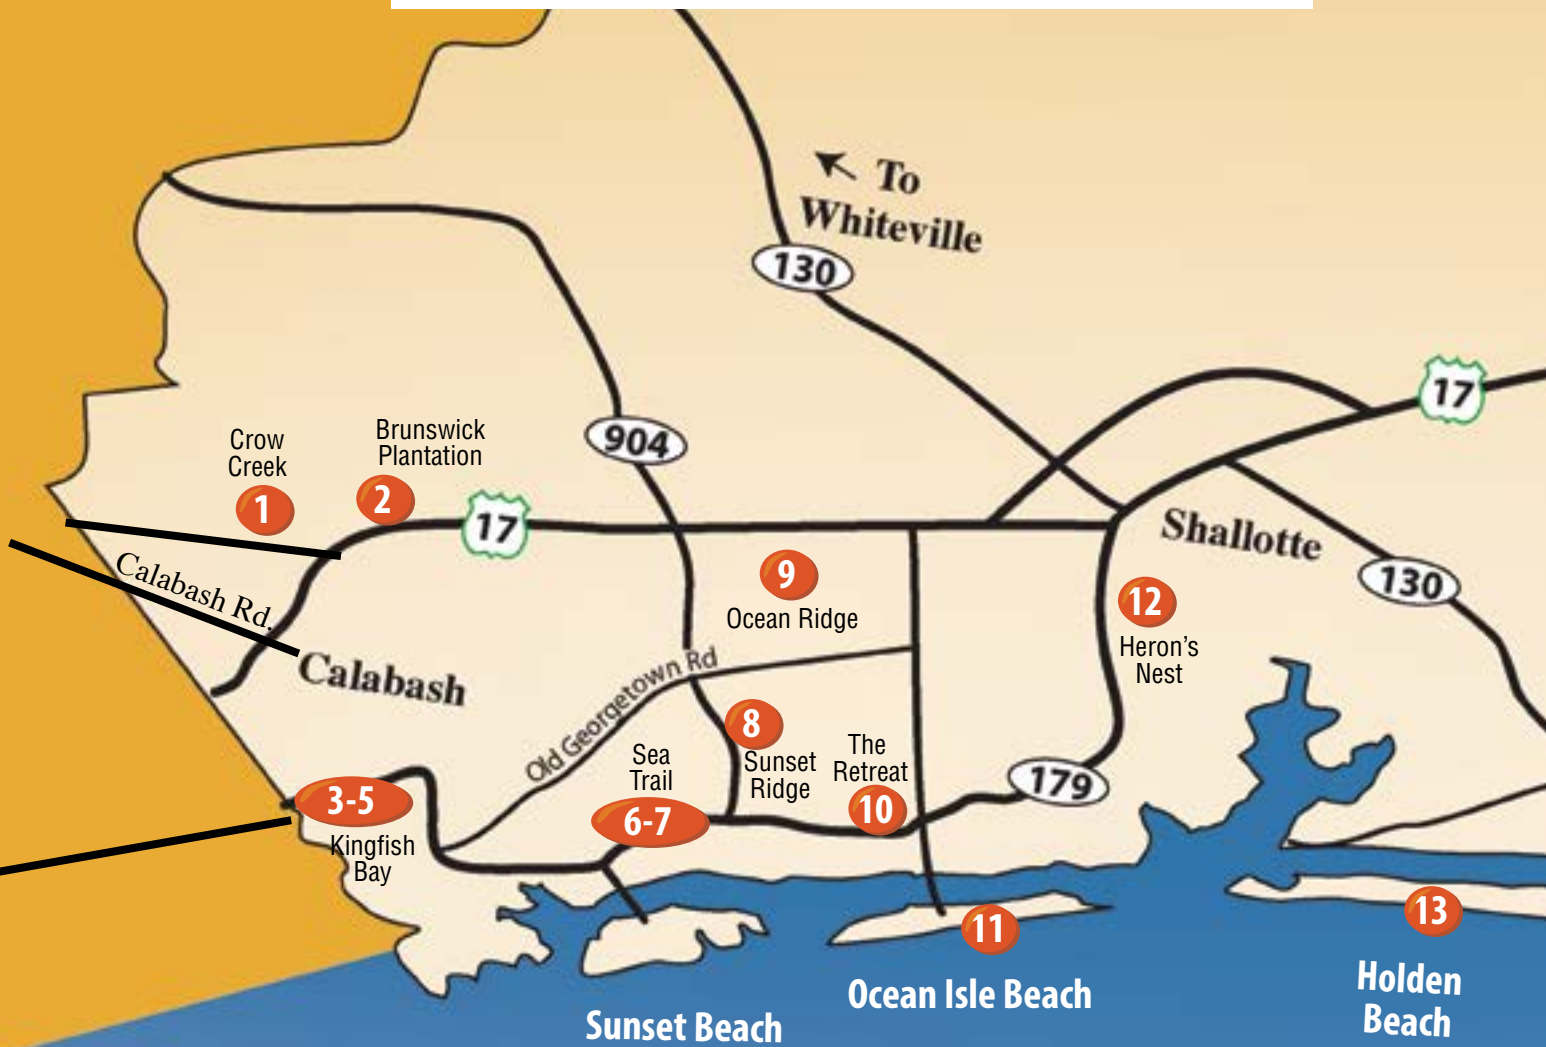 To
Whiteville
130
17
904
Crow
Creek
1
Brunswick
Plantation
2
17
Shallotte
130
Calabash Rd.
9
Ocean Ridge
12
Heron's
Nest
Calabash
Old Georgetown Rd
8
Sunset
Ridge
The
Retreat
10
Sea
Trail
6-7
179
3-5
Kingfish
Bay
11
13
Ocean Isle Beach
Holden
Beach
Sunset Beach